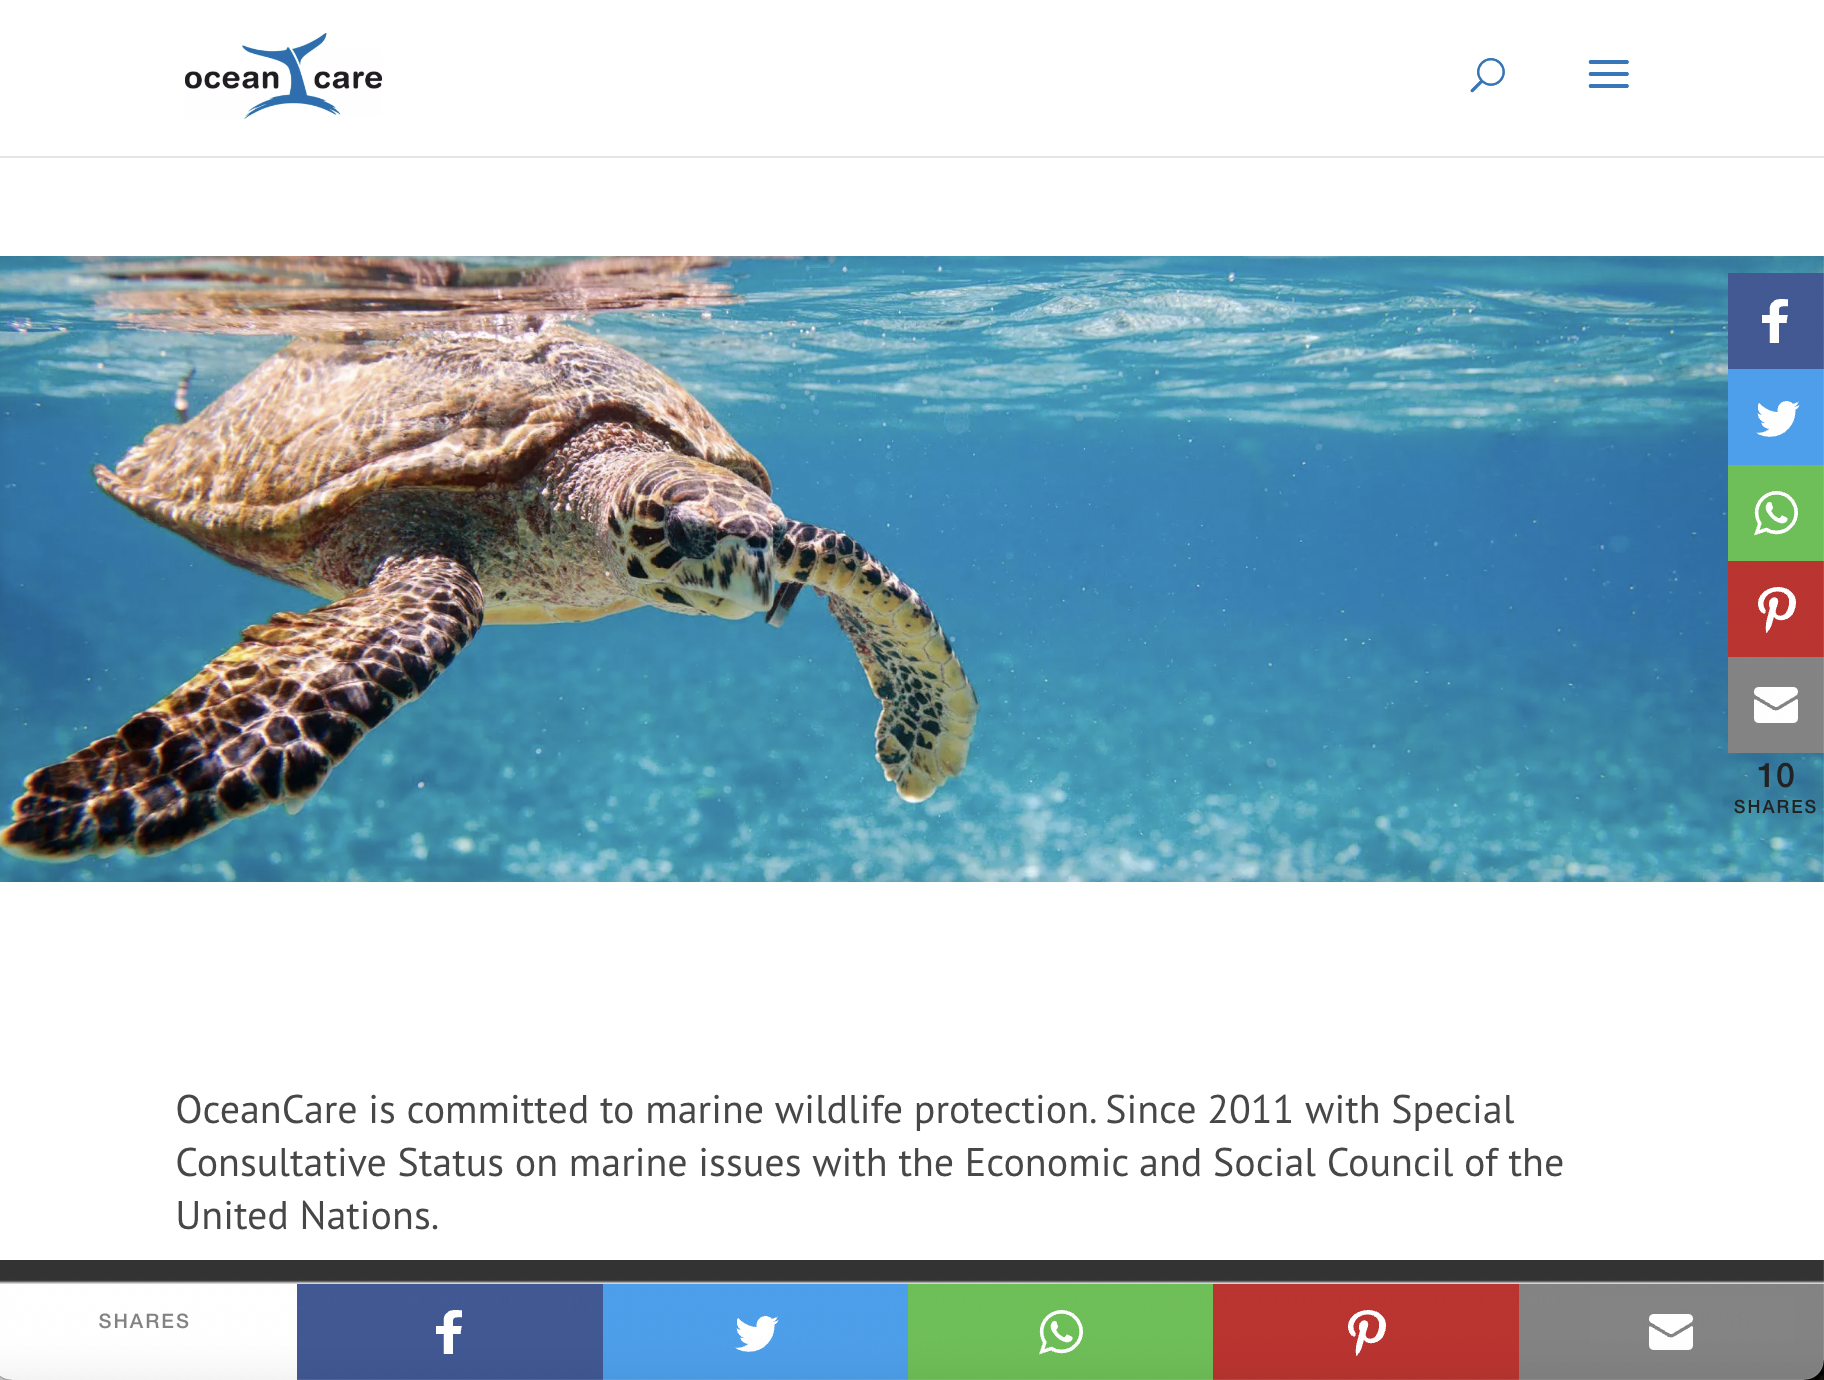 ocean care
10
SHARES
OceanCare is committed to marine wildlife protection. Since 2011 with Special
Consultative Status on marine issues with the Economic and Social Council of the
United Nations.
SHARES